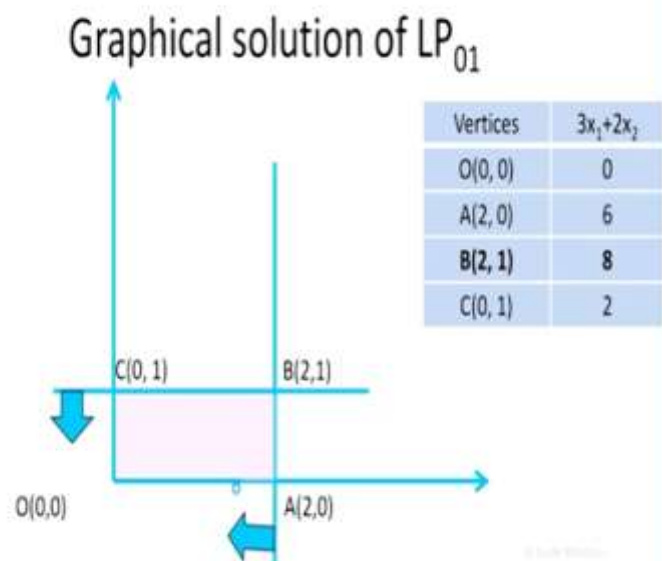 Graphical solution of LP₀₁
Vertices 3x₁+2x₂
O(0, 0) 0
A(2, 0) 6
B(2, 1) 8
C(0, 1) 2
C(0, 1) B(2,1)
O(0,0) A(2,0)